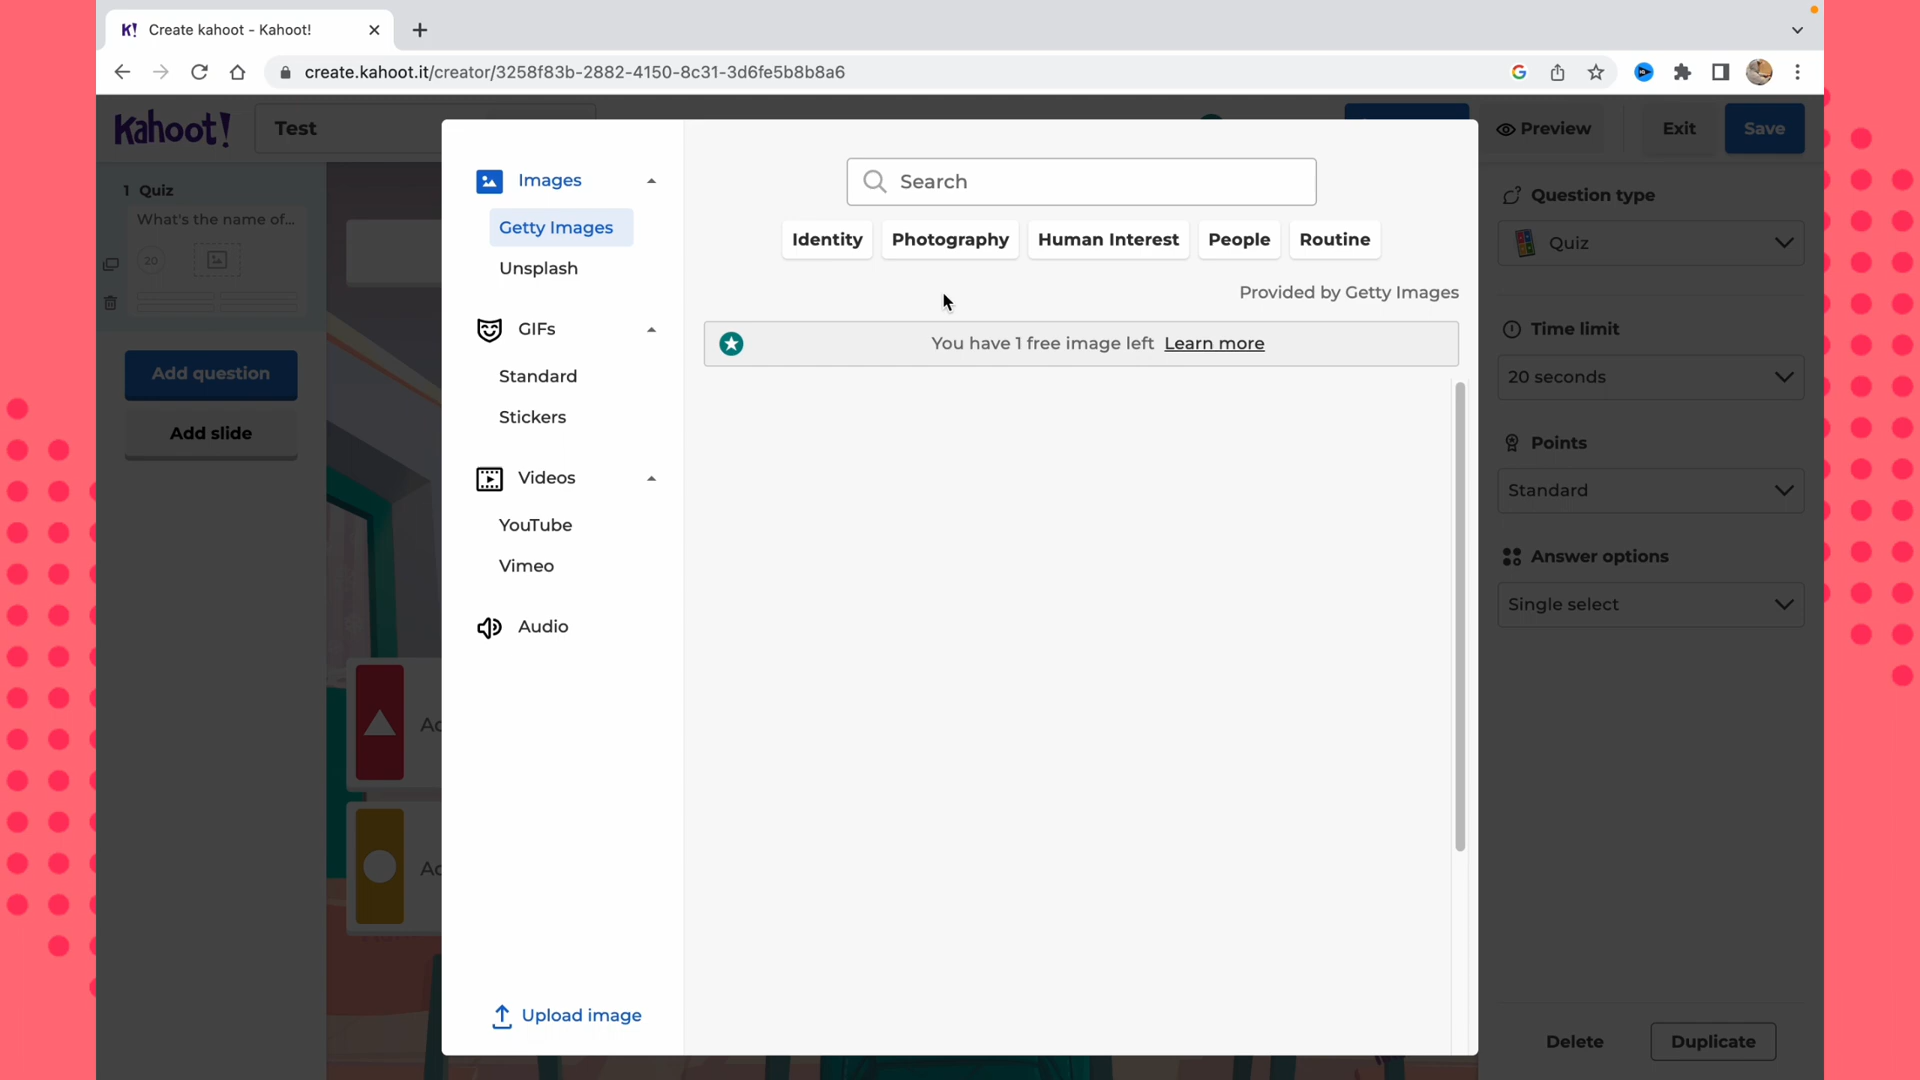 K! Create kahoot - Kahoot!
create.kahoot.it/creator/3258f83b-2882-4150-8c31-3d6fe5b8b8a6
Kahoot!
Test
Preview
Exit
Save
1 Quiz
What's the name of...
20
Add question
Add slide
Images
Getty Images
Unsplash
GIFs
Standard
Stickers
Videos
YouTube
Vimeo
Audio
Upload image
Search
Identity
Photography
Human Interest
People
Routine
Provided by Getty Images
You have 1 free image left Learn more
Question type
Quiz
Time limit
20 seconds
Points
Standard
Answer options
Single select
Delete
Duplicate